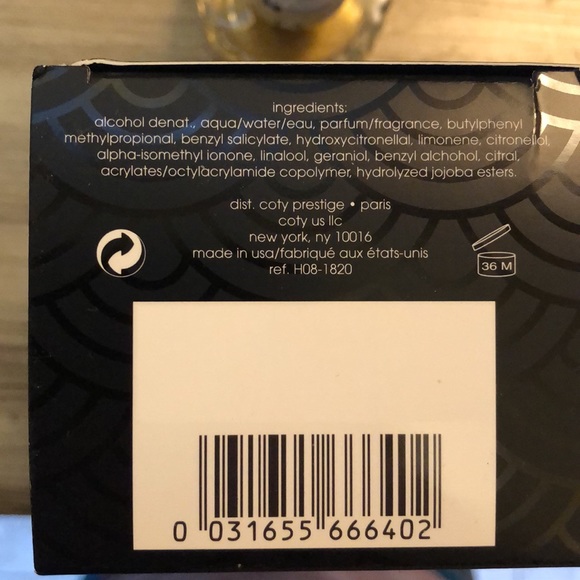 ingredients:
alcohol denat., aqua/water/eau, parfum/fragrance, butylphenyl
methylpropional, benzyl salicylate, hydroxycitronellal, limonene, citronellol,
alpha-isomethyl ionone, linalool, geraniol, benzyl alchohol, citral,
acrylates/octylacrylamide copolymer, hydrolyzed jojoba esters.
dist. coty prestige • paris
coty us llc
new york, ny 10016
made in usa/fabriqué aux états-unis
ref. H08-1820
36 M
0 031655 666402